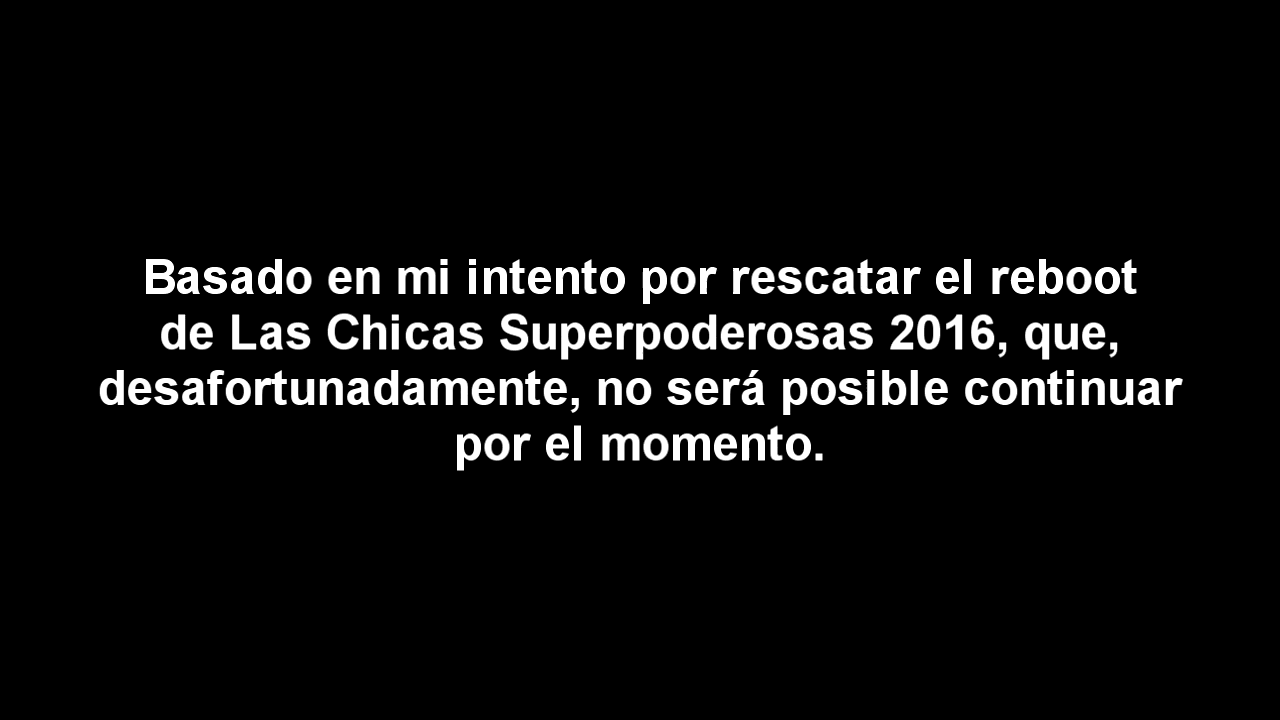 Basado en mi intento por rescatar el reboot
de Las Chicas Superpoderosas 2016, que,
desafortunadamente, no será posible continuar
por el momento.